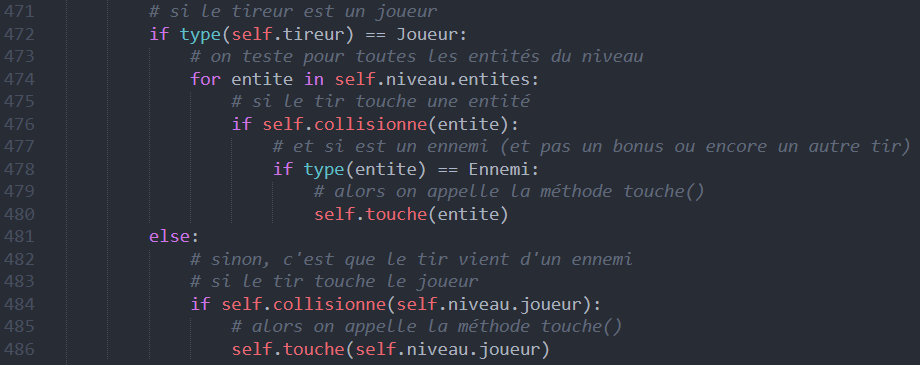 471 # si le tireur est un joueur
472 if type(self.tireur) == Joueur:
473 # on teste pour toutes les entités du niveau
474 for entite in self.niveau.entites:
475 # si le tir touche une entité
476 if self.collisionne(entite):
477 # et si est un ennemi (et pas un bonus ou encore un autre tir)
478 if type(entite) == Ennemi:
479 # alors on appelle la méthode touche()
480 self.touche(entite)
481 else:
482 # sinon, c'est que le tir vient d'un ennemi
483 # si le tir touche le joueur
484 if self.collisionne(self.niveau.joueur):
485 # alors on appelle la méthode touche()
486 self.touche(self.niveau.joueur)